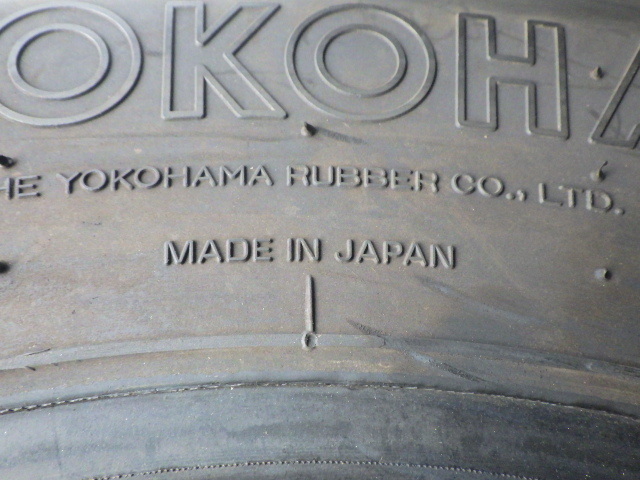 OKOHA
HE YOKOHAMA RUBBER CO., LTD.
MADE IN JAPAN